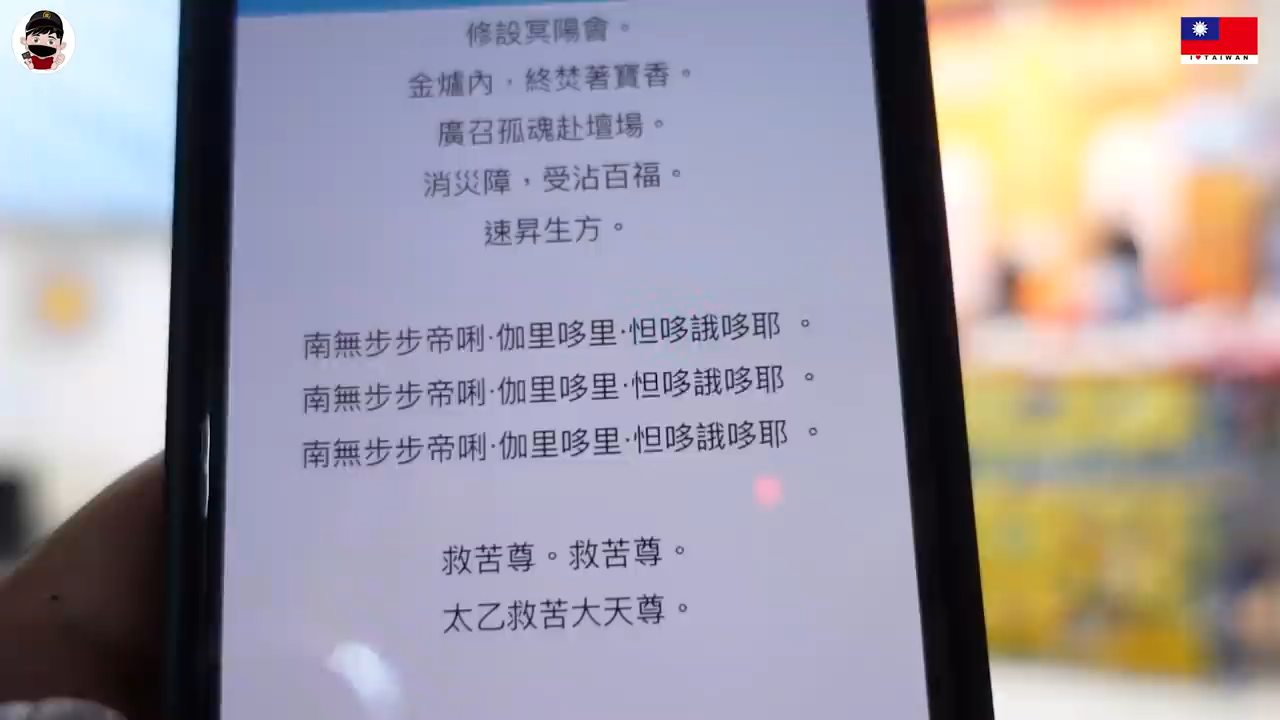 修設冥陽會。
金爐內，終焚著寶香。
廣召孤魂赴壇場。
消災障，受沾百福。
速昇生方。
南無步步帝唎·伽里哆里·怛哆誐哆耶 。
南無步步帝唎·伽里哆里·怛哆誐哆耶 。
南無步步帝唎·伽里哆里·怛哆誐哆耶 。
救苦尊。救苦尊。
太乙救苦大天尊。
I♥TAIWAN